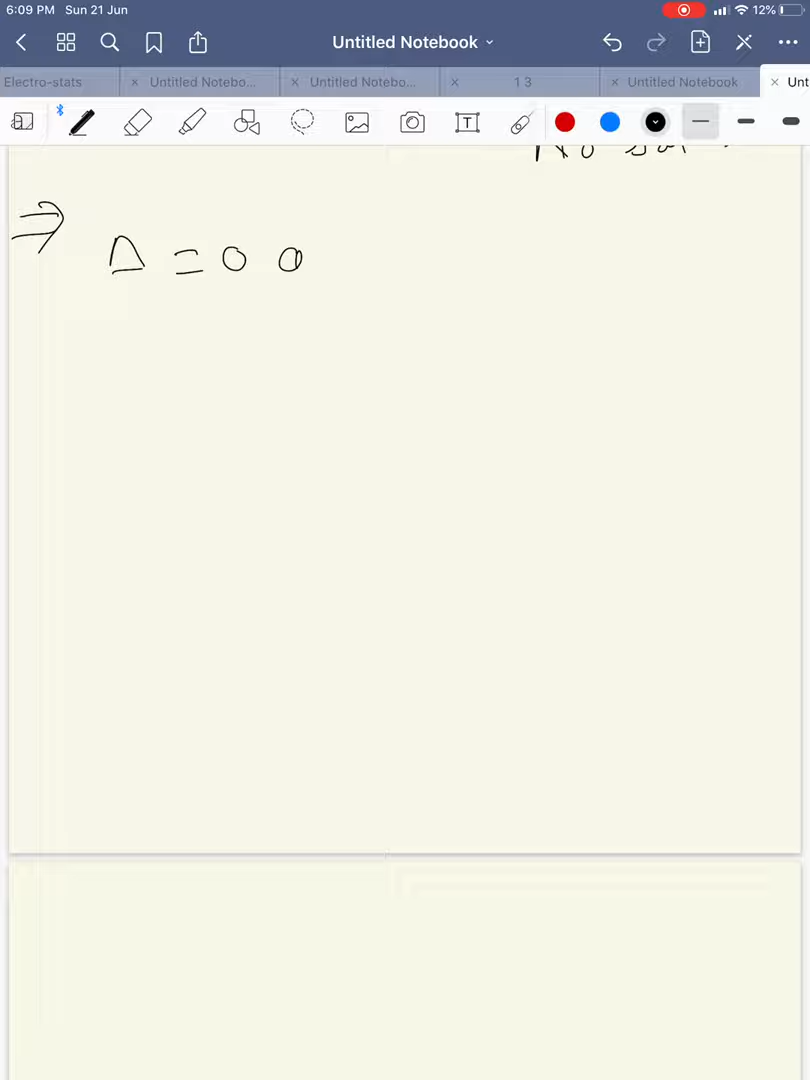 6:09 PM Sun 21 Jun 12%
Untitled Notebook
Electro-stats × Untitled Notebo... × Untitled Notebo... × 1 3 × Untitled Notebook × Unt
T
⇒ Δ = 0 0